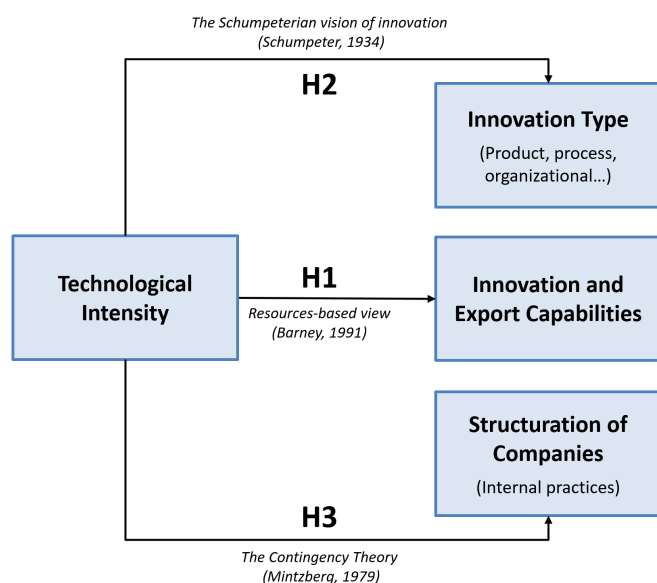 The Schumpeterian vision of innovation
(Schumpeter, 1934)
H2
Innovation Type
(Product, process,
organizational...)
Technological
Intensity
H1
Resources-based view
(Barney, 1991)
Innovation and
Export Capabilities
Structuration of
Companies
(Internal practices)
H3
The Contingency Theory
(Mintzberg, 1979)